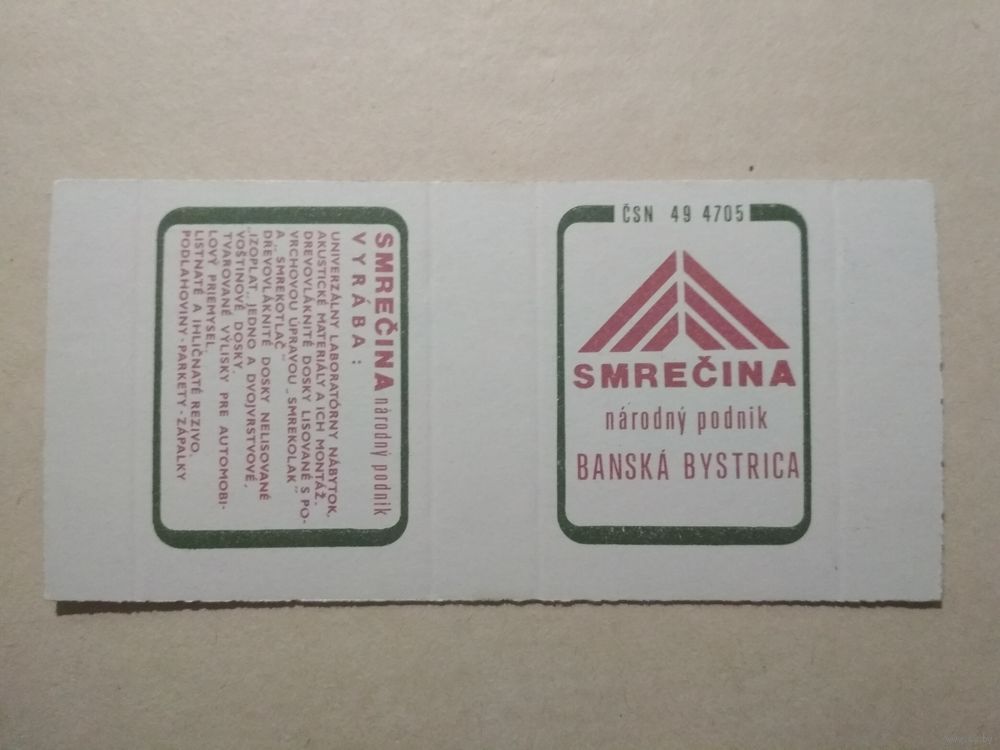 SMREČINA národný podnik
VYRÁBA:
UNIVERZÁLNY LABORATÓRNY NÁBYTOK,
AKUSTICKÉ MATERIÁLY A ICH MONTÁŽ,
DREVOVLÁKNITÉ DOSKY LISOVANÉ S PO-
VRCHOVOU ÚPRAVOU „SMREKOLAK"
A „SMREKOTLAČ"
DREVOVLÁKNITÉ DOSKY NELISOVANÉ
„IZOPLAT„ JEDNO A DVOJVRSTVOVÉ,
VOŠTINOVÉ DOSKY,
TVAROVANÉ VÝLISKY PRE AUTOMOBI-
LOVÝ PRIEMYSEL,
LISTNATÉ A IHLIČNATÉ REZIVO,
PODLAHOVINY-PARKETY-ZÁPALKY
ČSN 49 4705
SMREČINA
národný podnik
BANSKÁ BYSTRICA